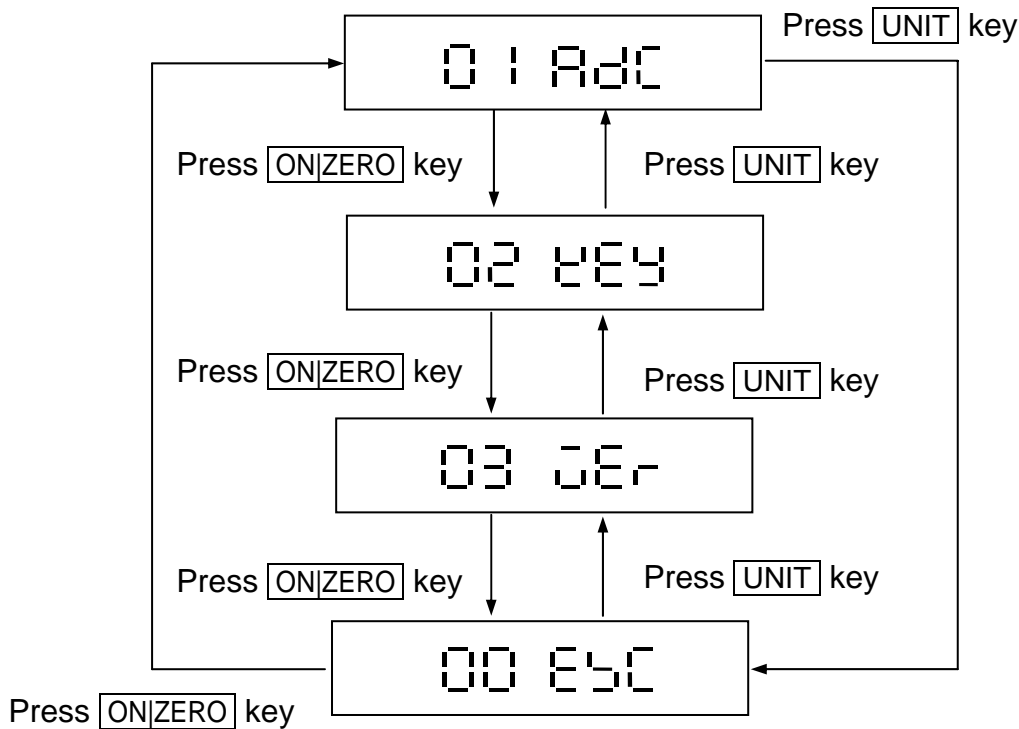 Press UNIT key
01 AdC
Press ON|ZERO key
Press UNIT key
02 KEY
Press ON|ZERO key
Press UNIT key
03 VEr
Press ON|ZERO key
Press UNIT key
00 ESC
Press ON|ZERO key